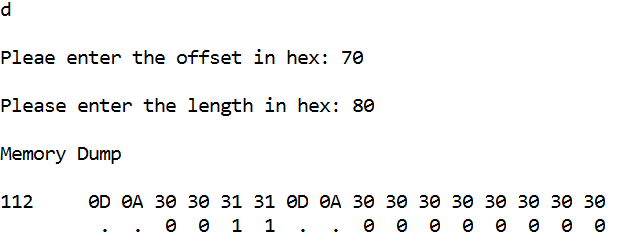 d
Pleae enter the offset in hex: 70
Please enter the length in hex: 80
Memory Dump
112     0D 0A 30 30 31 31 0D 0A 30 30 30 30 30 30 30 30
         .  .  0  0  1  1  .  .  0  0  0  0  0  0  0  0